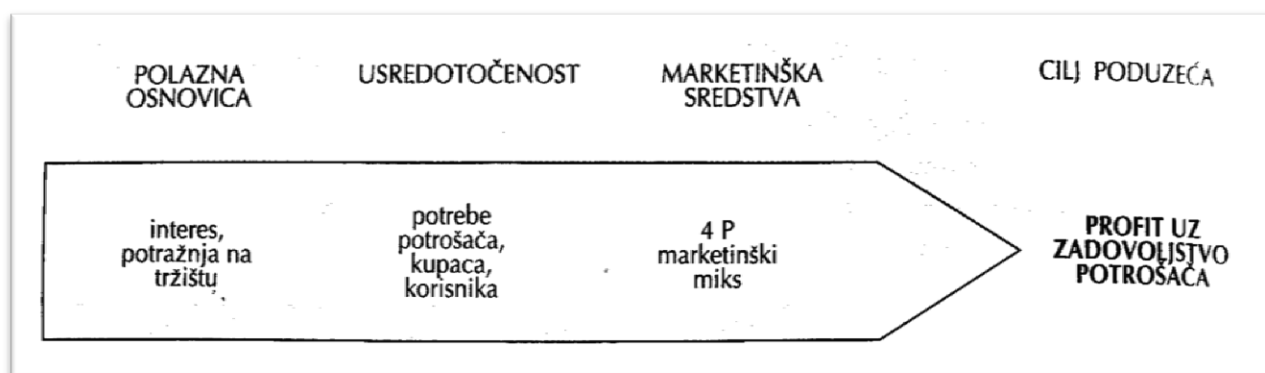 POLAZNA
OSNOVICA
USREDOTOČENOST
MARKETINŠKA
SREDSTVA
CILJ PODUZEĆA
interes,
potražnja na
tržištu
potrebe
potrošača,
kupaca,
korisnika
4 P
marketinški
miks
PROFIT UZ
ZADOVOLJSTVO
POTROŠAČA